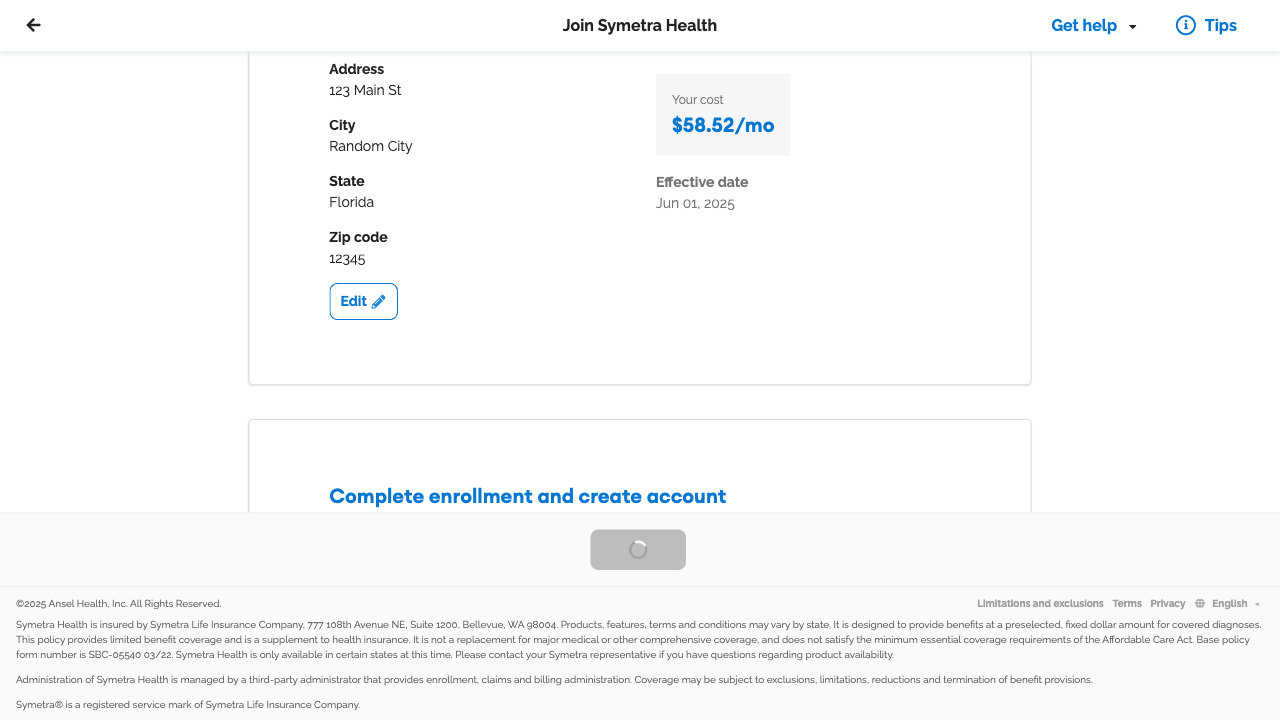 Join Symetra Health
Get help
Tips
Address
123 Main St
City
Random City
State
Florida
Zip code
12345
Edit
Your cost
$58.52/mo
Effective date
Jun 01, 2025
Complete enrollment and create account
©2025 Ansel Health, Inc. All Rights Reserved.
Limitations and exclusions
Terms
Privacy
English
Symetra Health is insured by Symetra Life Insurance Company, 777 108th Avenue NE, Suite 1200, Bellevue, WA 98004. Products, features, terms and conditions may vary by state. It is designed to provide benefits at a preselected, fixed dollar amount for covered diagnoses.
This policy provides limited benefit coverage and is a supplement to health insurance. It is not a replacement for major medical or other comprehensive coverage, and does not satisfy the minimum essential coverage requirements of the Affordable Care Act. Base policy
form number is SBC-05540 03/22. Symetra Health is only available in certain states at this time. Please contact your Symetra representative if you have questions regarding product availability.
Administration of Symetra Health is managed by a third-party administrator that provides enrollment, claims and billing administration. Coverage may be subject to exclusions, limitations, reductions and termination of benefit provisions.
Symetra® is a registered service mark of Symetra Life Insurance Company.